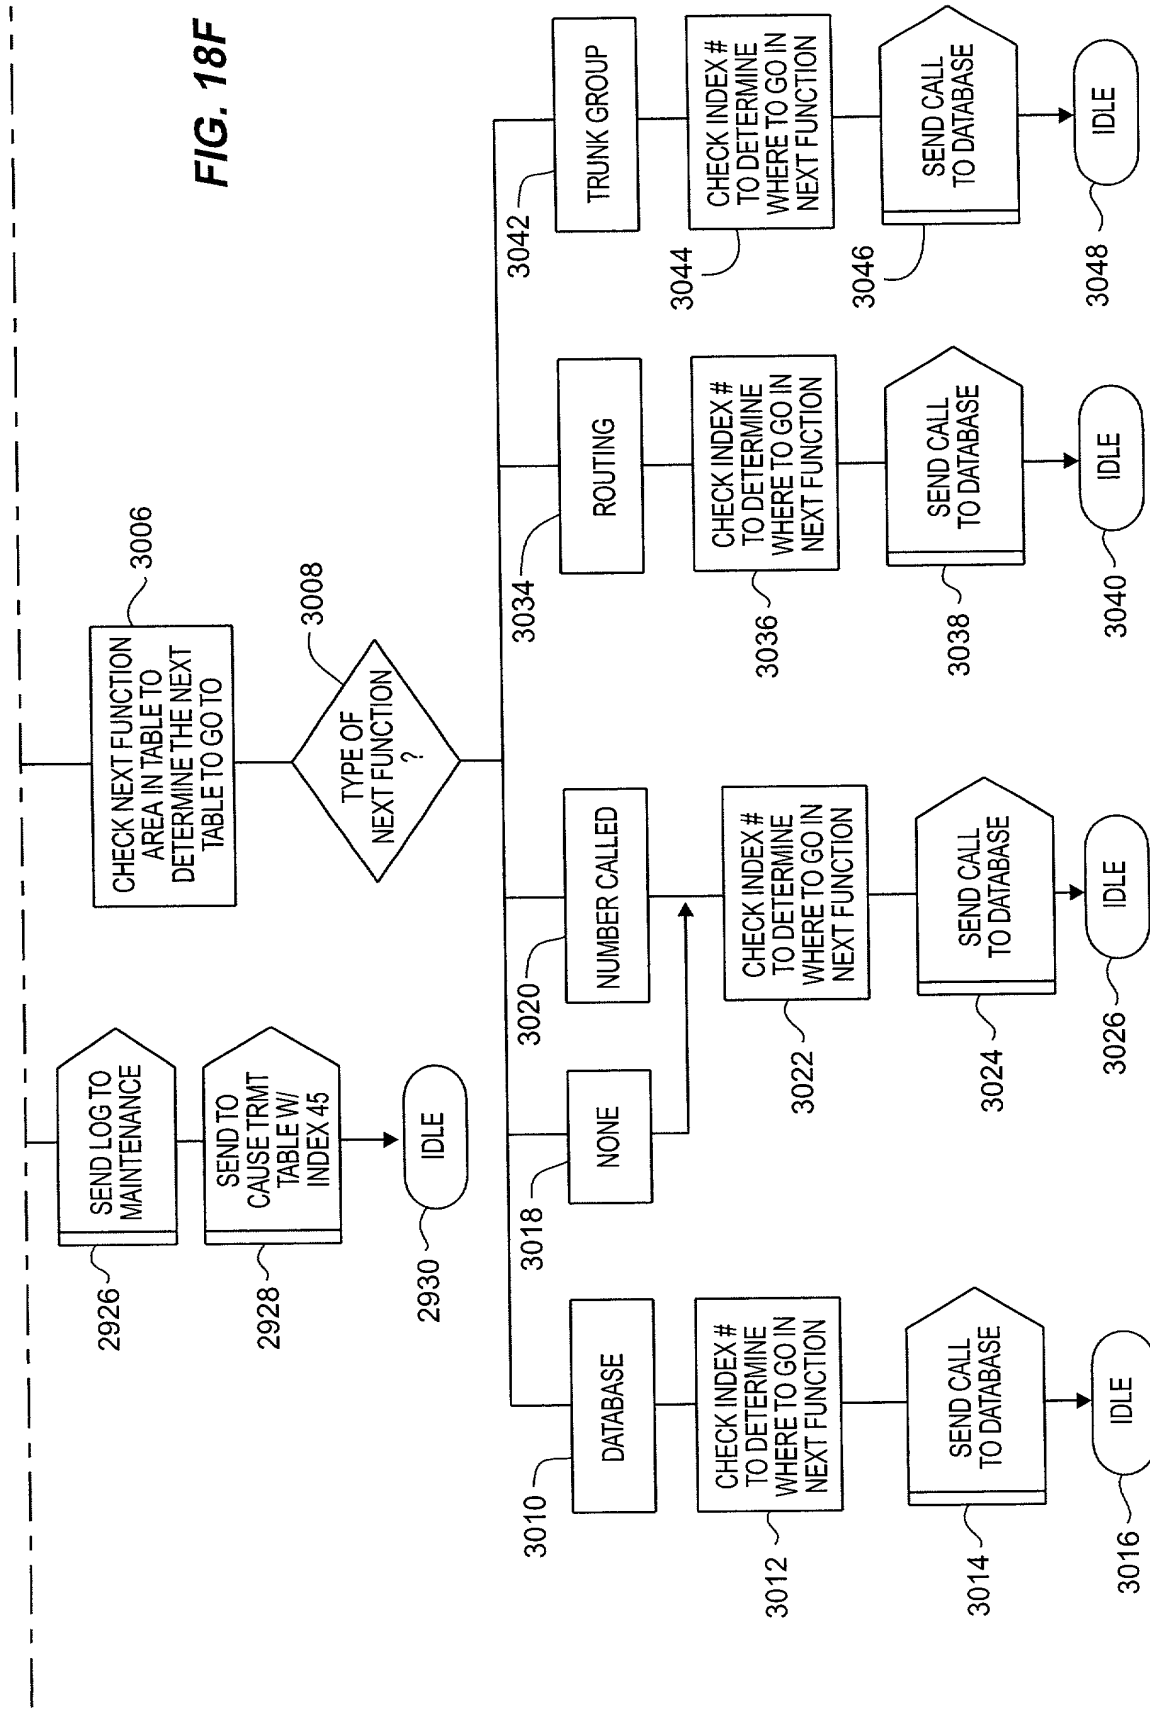 FIG. 18F
SEND LOG TO
MAINTENANCE
2926
SEND TO
CAUSE TRMT
TABLE W/
INDEX 45
2928
IDLE
2930
CHECK NEXT FUNCTION
AREA IN TABLE TO
DETERMINE THE NEXT
TABLE TO GO TO
3006
TYPE OF
NEXT FUNCTION
?
3008
DATABASE
3010
CHECK INDEX #
TO DETERMINE
WHERE TO GO IN
NEXT FUNCTION
3012
SEND CALL
TO DATABASE
3014
IDLE
3016
NONE
3018
NUMBER CALLED
3020
CHECK INDEX #
TO DETERMINE
WHERE TO GO IN
NEXT FUNCTION
3022
SEND CALL
TO DATABASE
3024
IDLE
3026
ROUTING
3034
CHECK INDEX #
TO DETERMINE
WHERE TO GO IN
NEXT FUNCTION
3036
SEND CALL
TO DATABASE
3038
IDLE
3040
TRUNK GROUP
3042
CHECK INDEX #
TO DETERMINE
WHERE TO GO IN
NEXT FUNCTION
3044
SEND CALL
TO DATABASE
3046
IDLE
3048